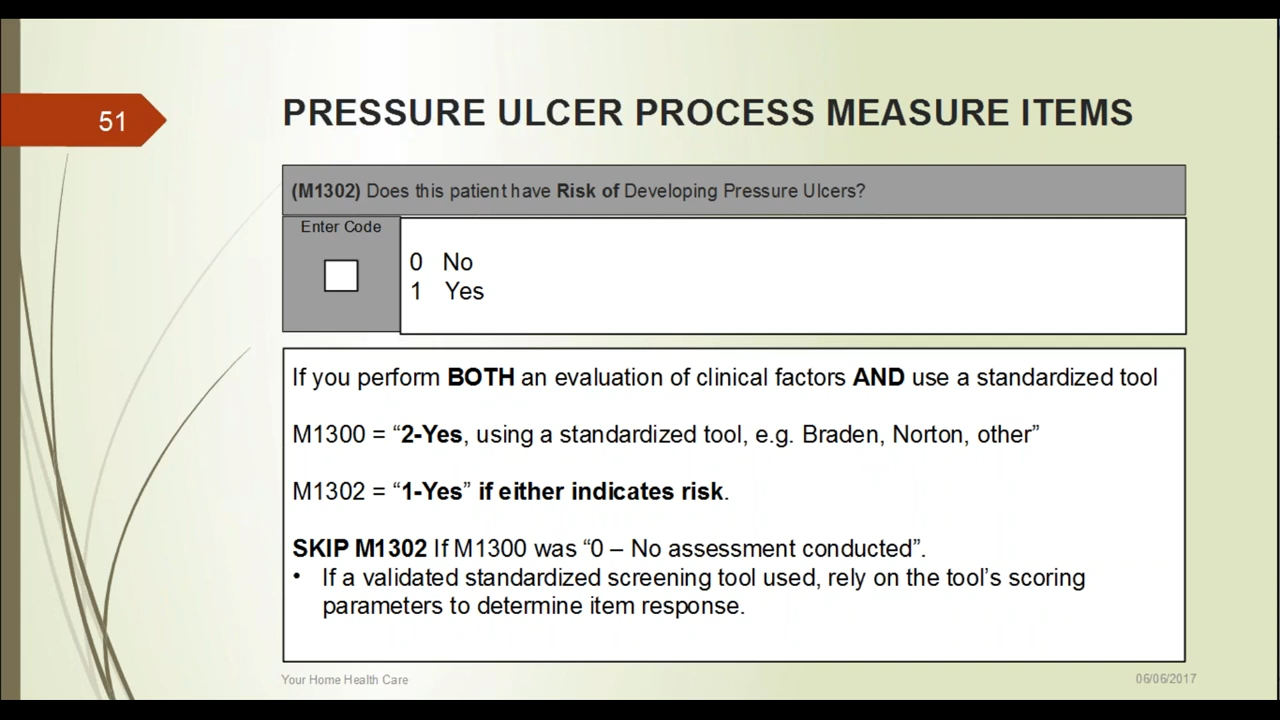 51
PRESSURE ULCER PROCESS MEASURE ITEMS
(M1302) Does this patient have Risk of Developing Pressure Ulcers?
Enter Code
0 No
1 Yes
If you perform BOTH an evaluation of clinical factors AND use a standardized tool
M1300 = “2-Yes, using a standardized tool, e.g. Braden, Norton, other”
M1302 = “1-Yes” if either indicates risk.
SKIP M1302 If M1300 was “0 – No assessment conducted”.
• If a validated standardized screening tool used, rely on the tool’s scoring
parameters to determine item response.
Your Home Health Care
06/06/2017